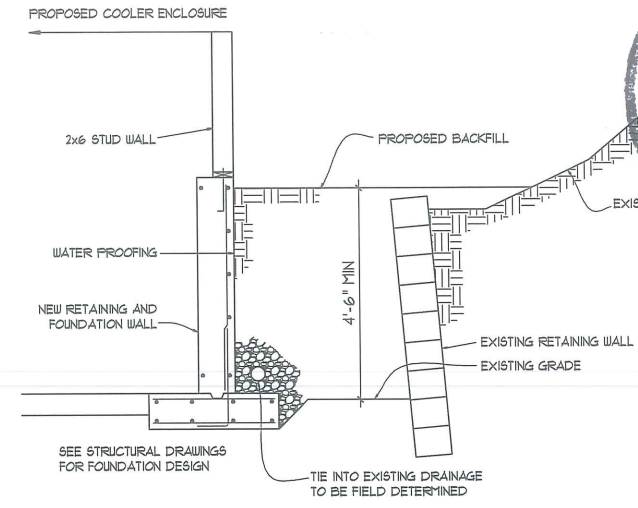 PROPOSED COOLER ENCLOSURE
2x6 STUD WALL
PROPOSED BACKFILL
WATER PROOFING
4'-6" MIN
NEW RETAINING AND
FOUNDATION WALL
EXISTING RETAINING WALL
EXISTING GRADE
SEE STRUCTURAL DRAWINGS
FOR FOUNDATION DESIGN
TIE INTO EXISTING DRAINAGE
TO BE FIELD DETERMINED